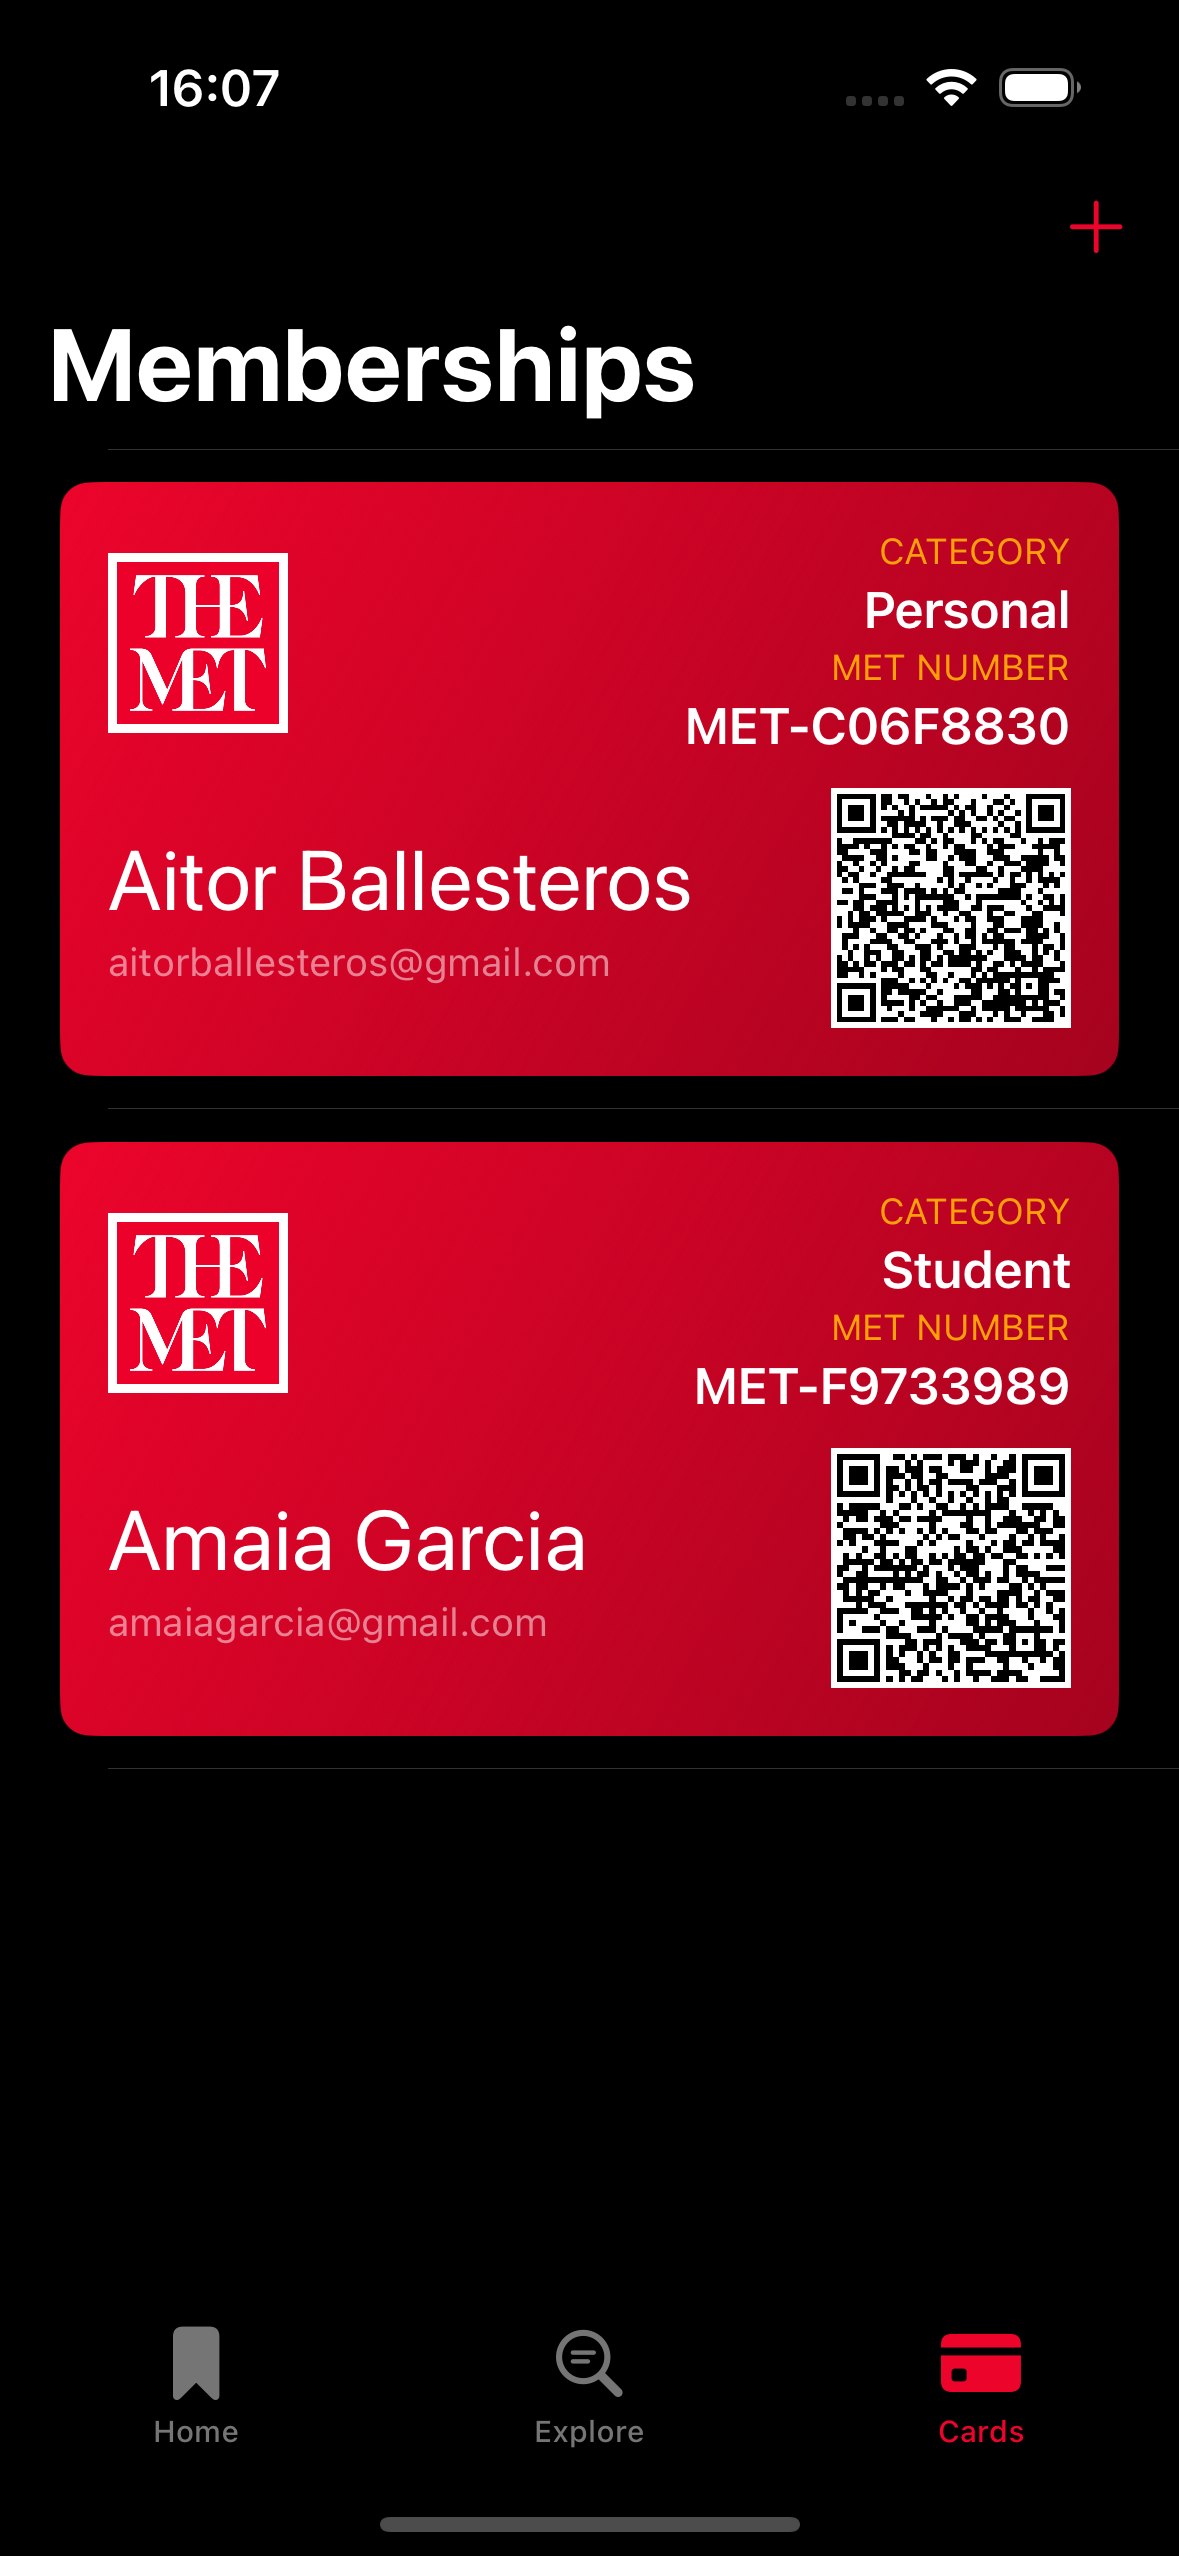 16:07
Memberships
THE
MET
CATEGORY
Personal
MET NUMBER
MET-C06F8830
Aitor Ballesteros
aitorballesteros@gmail.com
THE
MET
CATEGORY
Student
MET NUMBER
MET-F9733989
Amaia Garcia
amaiagarcia@gmail.com
Home
Explore
Cards